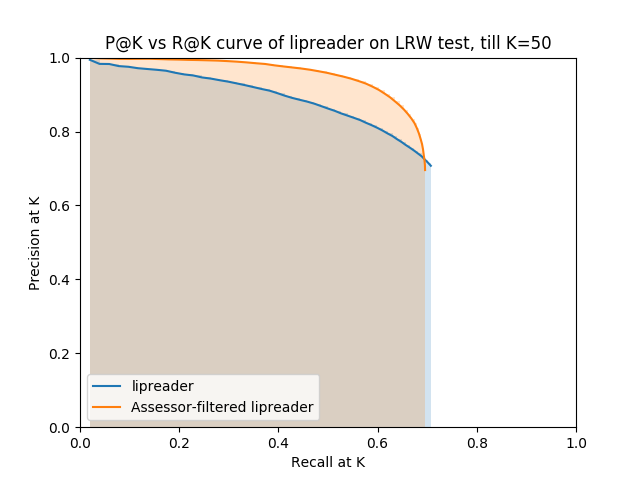 P@K vs R@K curve of lipreader on LRW test, till K=50
1.0
0.8
0.6
0.4
0.2
0.0
Precision at K
lipreader
Assessor-filtered lipreader
0.0 0.2 0.4 0.6 0.8 1.0
Recall at K